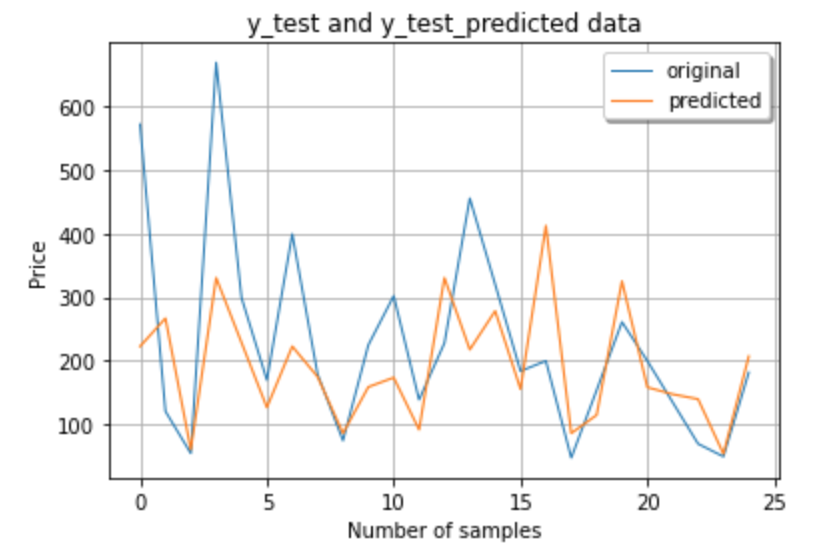 y_test and y_test_predicted data
original
predicted
600
500
400
300
200
100
Price
0 5 10 15 20 25
Number of samples